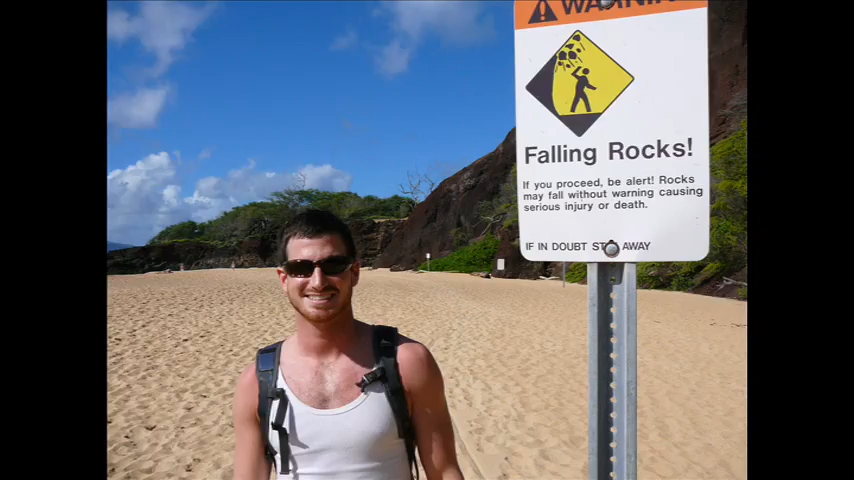 WARNING
Falling Rocks!
If you proceed, be alert! Rocks
may fall without warning causing
serious injury or death.
IF IN DOUBT STAY AWAY